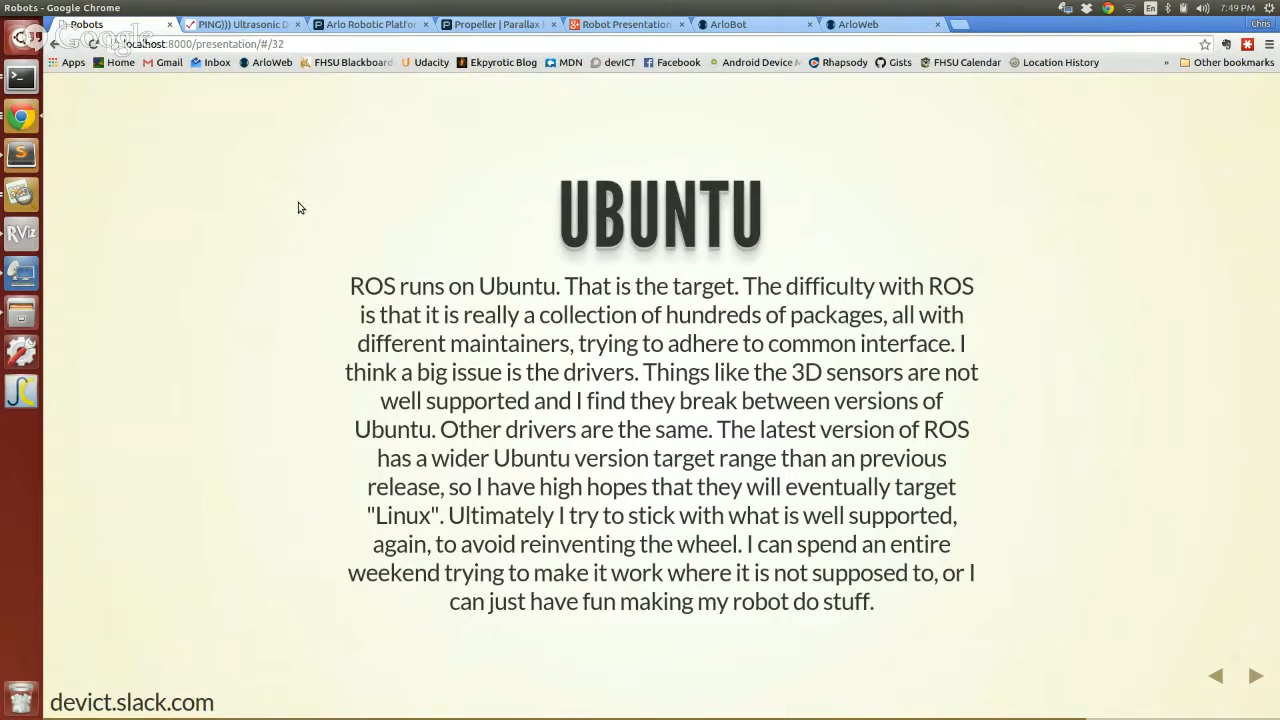 Robots - Google Chrome
En
7:49 PM
Robots
PING))) Ultrasonic D
Arlo Robotic Platfor
Propeller | Parallax
Robot Presentation
ArloBot
ArloWeb
Chris
Google
localhost:8000/presentation/#/32
Apps
Home
Gmail
Inbox
ArloWeb
FHSU Blackboard
Udacity
Ekpyrotic Blog
MDN
devICT
Facebook
Android Device M
Rhapsody
Gists
FHSU Calendar
Location History
»
Other bookmarks
RViz
UBUNTU
ROS runs on Ubuntu. That is the target. The difficulty with ROS
is that it is really a collection of hundreds of packages, all with
different maintainers, trying to adhere to common interface. I
think a big issue is the drivers. Things like the 3D sensors are not
well supported and I find they break between versions of
Ubuntu. Other drivers are the same. The latest version of ROS
has a wider Ubuntu version target range than an previous
release, so I have high hopes that they will eventually target
"Linux". Ultimately I try to stick with what is well supported,
again, to avoid reinventing the wheel. I can spend an entire
weekend trying to make it work where it is not supposed to, or I
can just have fun making my robot do stuff.
devict.slack.com